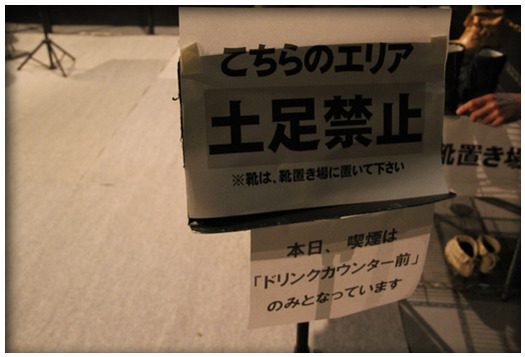 こちらのエリア
土足禁止
※靴は、靴置き場に置いて下さい
本日、喫煙は
「ドリンクカウンター前」
のみとなっています
靴置き場